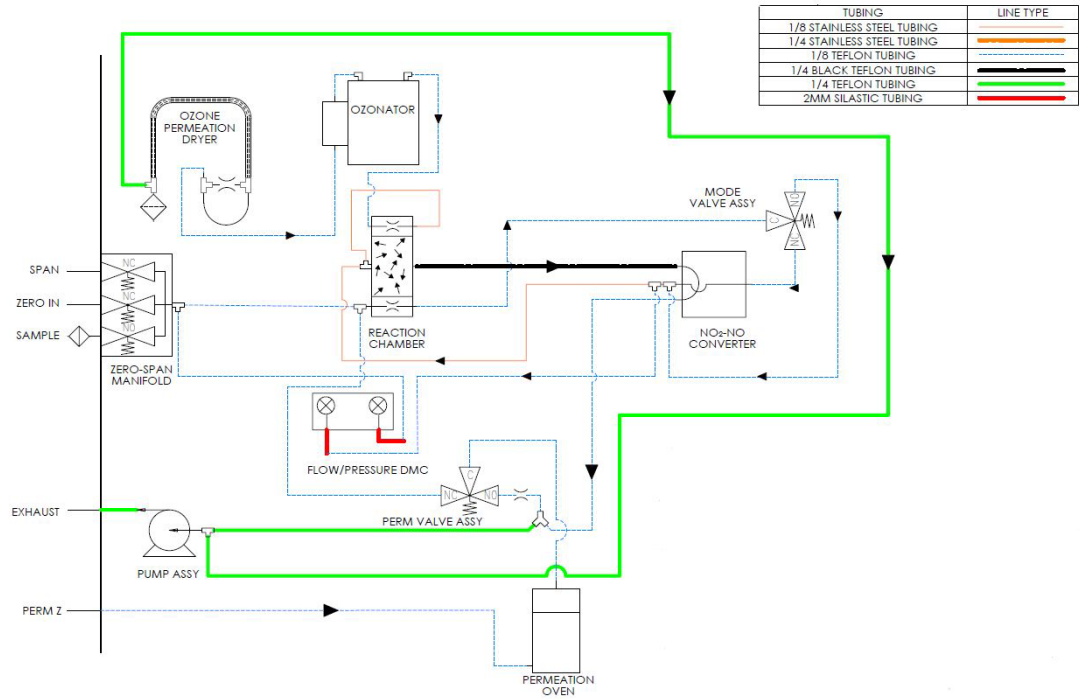 TUBING LINE TYPE
1/8 STAINLESS STEEL TUBING
1/4 STAINLESS STEEL TUBING
1/8 TEFLON TUBING
1/4 BLACK TEFLON TUBING
1/4 TEFLON TUBING
2MM SILASTIC TUBING
OZONE
PERMEATION
DRYER
OZONATOR
MODE
VALVE ASSY
NO
C
NC
SPAN
NC
ZERO IN
NC
SAMPLE
NO
ZERO-SPAN
MANIFOLD
REACTION
CHAMBER
NO₂-NO
CONVERTER
FLOW/PRESSURE DMC
C
NC
NO
PERM VALVE ASSY
EXHAUST
PUMP ASSY
PERM Z
PERMEATION
OVEN